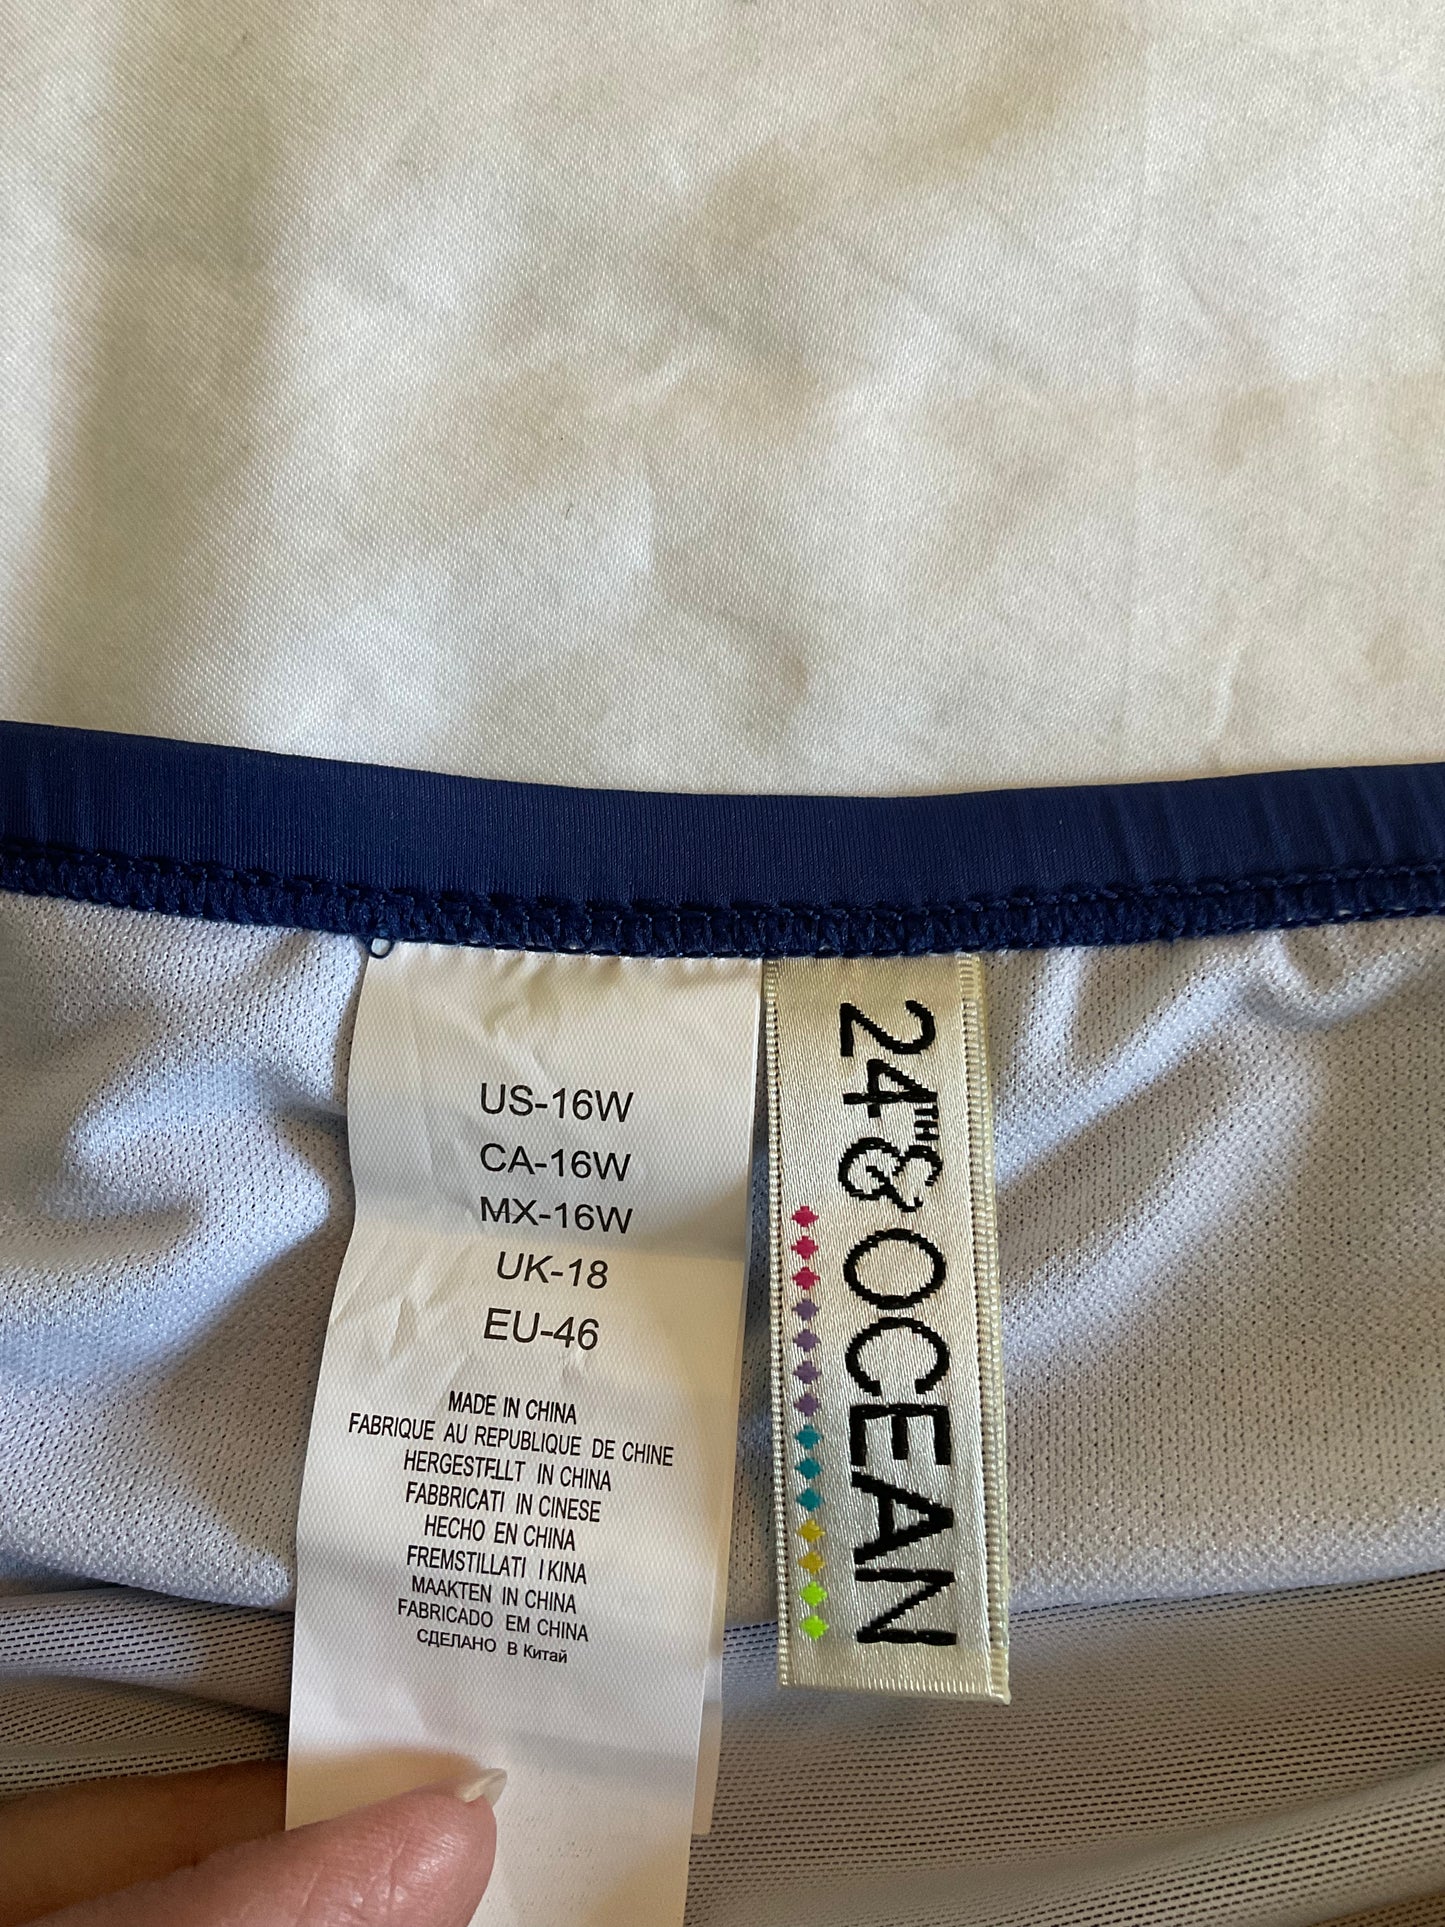 US-16W
CA-16W
MX-16W
UK-18
EU-46
MADE IN CHINA
FABRIQUE AU REPUBLIQUE DE CHINE
HERGESTELLT IN CHINA
FABBRICATI IN CINESE
HECHO EN CHINA
FREMSTILLATI I KINA
MAAKTEN IN CHINA
FABRICADO EM CHINA
СДЕЛАНО В Китай
24TH & OCEAN